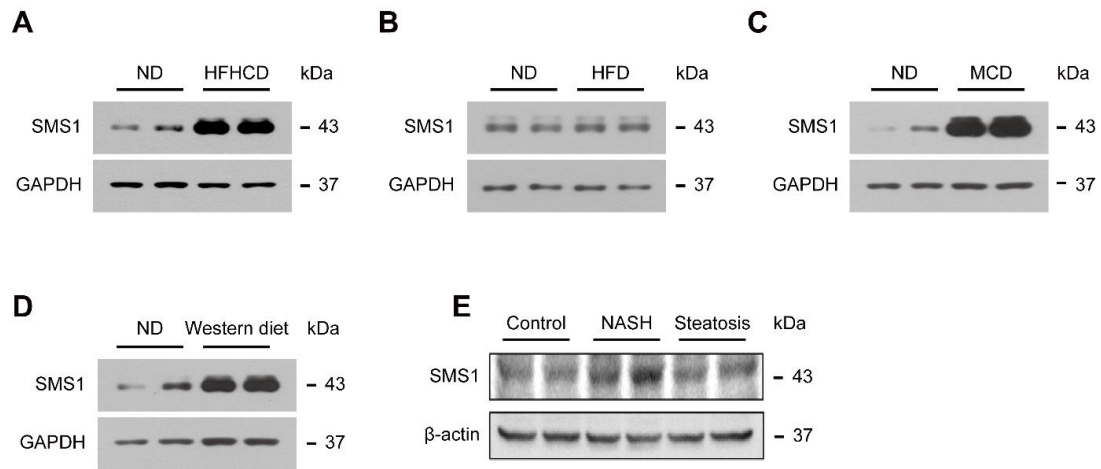 A
ND HFHCD kDa
SMS1 – 43
GAPDH – 37
B
ND HFD kDa
SMS1 – 43
GAPDH – 37
C
ND MCD kDa
SMS1 – 43
GAPDH – 37
D
ND Western diet kDa
SMS1 – 43
GAPDH – 37
E
Control NASH Steatosis kDa
SMS1 – 43
β-actin – 37